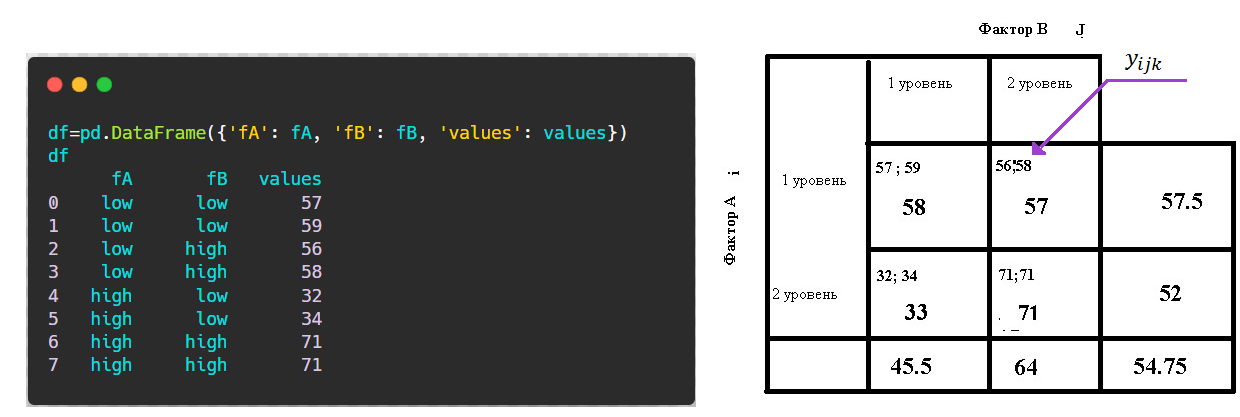 df=pd.DataFrame({'fA': fA, 'fB': fB, 'values': values})
df
fA fB values
0 low low 57
1 low low 59
2 low high 56
3 low high 58
4 high low 32
5 high low 34
6 high high 71
7 high high 71
Фактор В J
yijk
1 уровень 2 уровень
Фактор А i
1 уровень
57 ; 59 56;58
58 57 57.5
2 уровень
32; 34 71;71
33 71 52
45.5 64 54.75